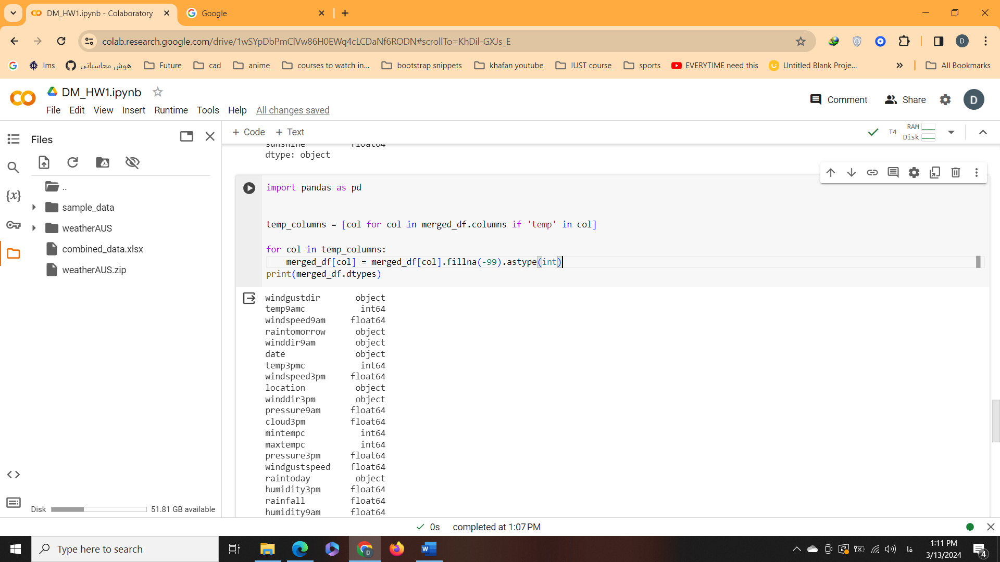 DM_HW1.ipynb - Colaboratory
Google
colab.research.google.com/drive/1wSYpDbPmClVw86H0EWq4cLCDaNf6RODN#scrollTo=KhDil-GXJs_E
D
lms
هوش محاسباتی
Future
cad
anime
courses to watch in...
bootstrap snippets
khafan youtube
IUST course
sports
EVERYTIME need this
Untitled Blank Proje...
All Bookmarks
DM_HW1.ipynb
Comment
Share
D
File Edit View Insert Runtime Tools Help All changes saved
Files
+ Code + Text
T4
RAM
Disk
..
sample_data
weatherAUS
combined_data.xlsx
weatherAUS.zip
{x}
Disk
51.81 GB available
sunshine float64
dtype: object
import pandas as pd
temp_columns = [col for col in merged_df.columns if 'temp' in col]
for col in temp_columns:
merged_df[col] = merged_df[col].fillna(-99).astype(int)
print(merged_df.dtypes)
windgustdir object
temp9amc int64
windspeed9am float64
raintomorrow object
winddir9am object
date object
temp3pmc int64
windspeed3pm float64
location object
winddir3pm object
pressure9am float64
cloud3pm float64
mintempc int64
maxtempc int64
pressure3pm float64
windgustspeed float64
raintoday object
humidity3pm float64
rainfall float64
humidity9am float64
0s completed at 1:07 PM
Type here to search
فا
1:11 PM
3/13/2024
4